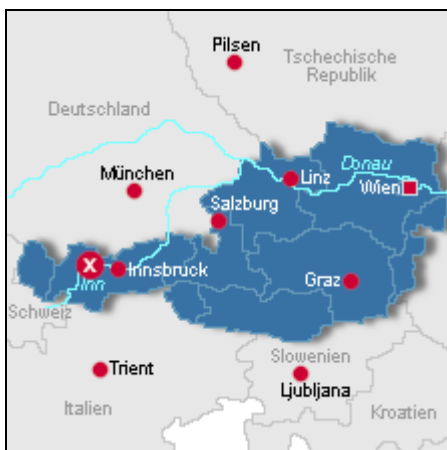 Pilsen
Tschechische
Republik
Deutschland
München
Donau
Linz
Wien
Salzburg
X
Innsbruck
Inn
Graz
Schweiz
Trient
Slowenien
Ljubljana
Italien
Kroatien